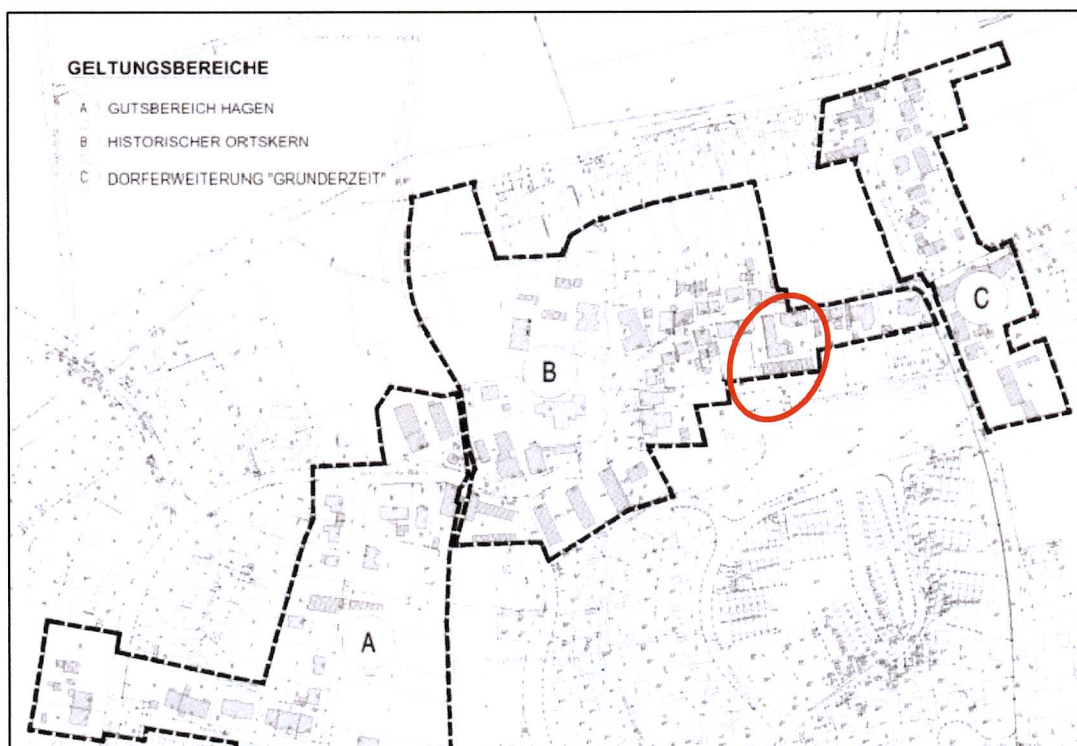 GELTUNGSBEREICHE
A GUTSBEREICH HAGEN
B HISTORISCHER ORTSKERN
C DORFERWEITERUNG "GRÜNDERZEIT"
C
B
A